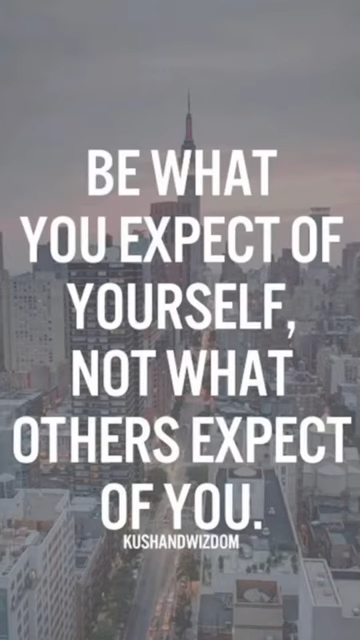 BE WHAT
YOU EXPECT OF
YOURSELF,
NOT WHAT
OTHERS EXPECT
OF YOU.
KUSHANDWIZDOM